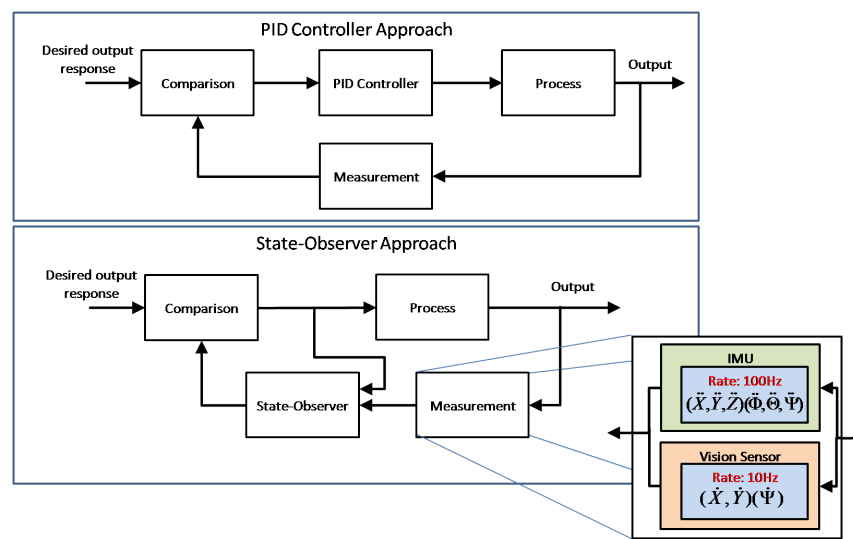 PID Controller Approach
Desired output
response
Comparison
PID Controller
Process
Output
Measurement
State-Observer Approach
Desired output
response
Comparison
Process
Output
State-Observer
Measurement
IMU
Rate: 100Hz
(Ẍ,Ÿ,Z̈)(Φ̈,Θ̈,Ψ̈)
Vision Sensor
Rate: 10Hz
(Ẋ,Ẏ)(Ψ̇)